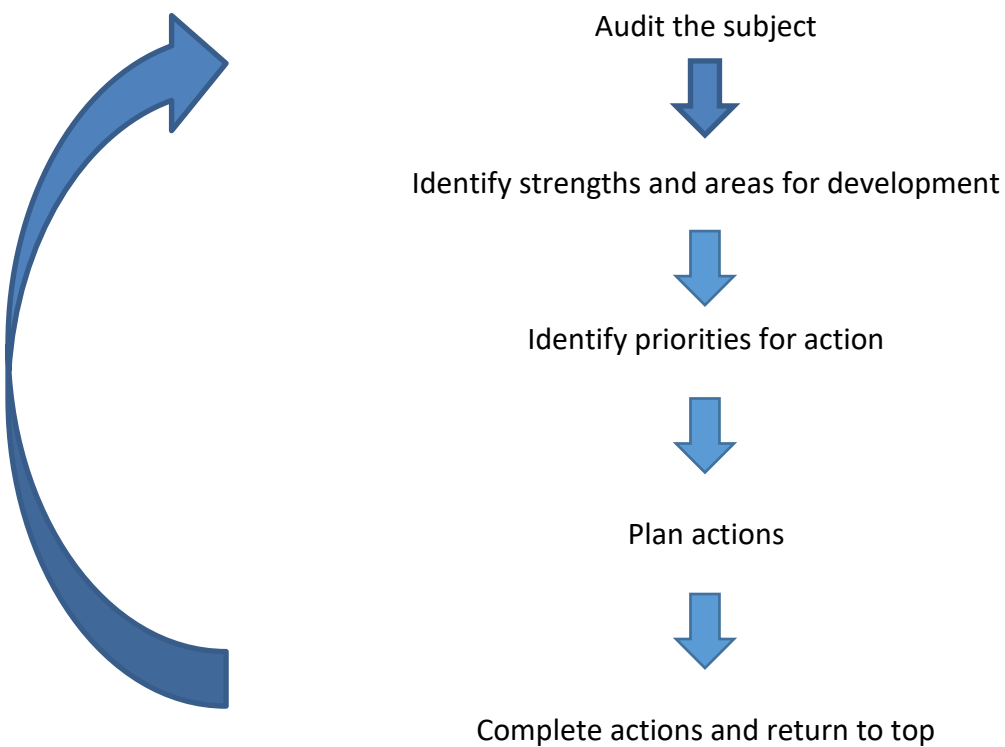 Audit the subject
Identify strengths and areas for development
Identify priorities for action
Plan actions
Complete actions and return to top